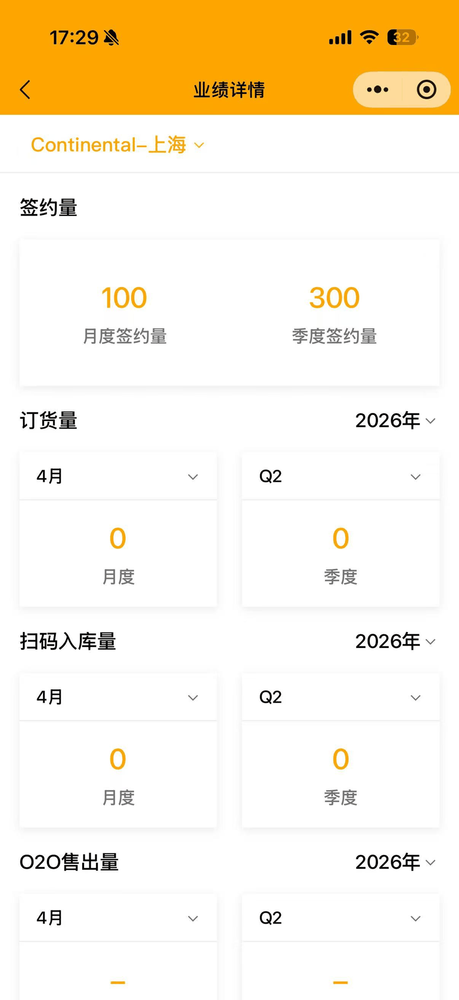 17:29
32
业绩详情
Continental-上海
签约量
100 300
月度签约量 季度签约量
订货量 2026年
4月 Q2
0 0
月度 季度
扫码入库量 2026年
4月 Q2
0 0
月度 季度
O2O售出量 2026年
4月 Q2
– –